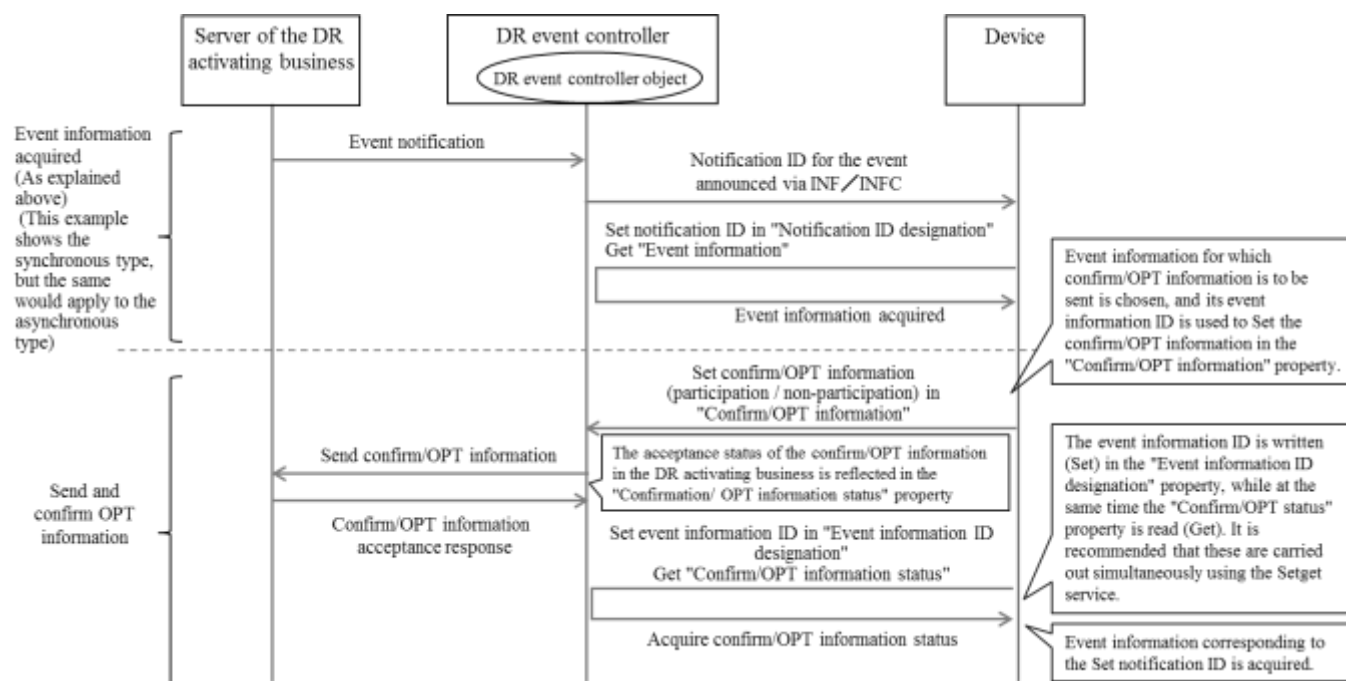 Server of the DR
activating business
DR event controller
DR event controller object
Device
Event information
acquired
(As explained
above)
(This example
shows the
synchronous type,
but the same
would apply to the
asynchronous
type)
Event notification
Notification ID for the event
announced via INF／INFC
Set notification ID in "Notification ID designation"
Get "Event information"
Event information acquired
Event information for which
confirm/OPT information is to be
sent is chosen, and its event
information ID is used to Set the
confirm/OPT information in the
"Confirm/OPT information" property.
Set confirm/OPT information
(participation / non-participation) in
"Confirm/OPT information"
Send confirm/OPT information
The acceptance status of the confirm/OPT information
in the DR activating business is reflected in the
"Confirmation/ OPT information status" property
Send and
confirm OPT
information
Confirm/OPT information
acceptance response
Set event information ID in "Event information ID
designation"
Get "Confirm/OPT information status"
Acquire confirm/OPT information status
The event information ID is written
(Set) in the "Event information ID
designation" property, while at the
same time the "Confirm/OPT status"
property is read (Get). It is
recommended that these are carried
out simultaneously using the Setget
service.
Event information corresponding to
the Set notification ID is acquired.